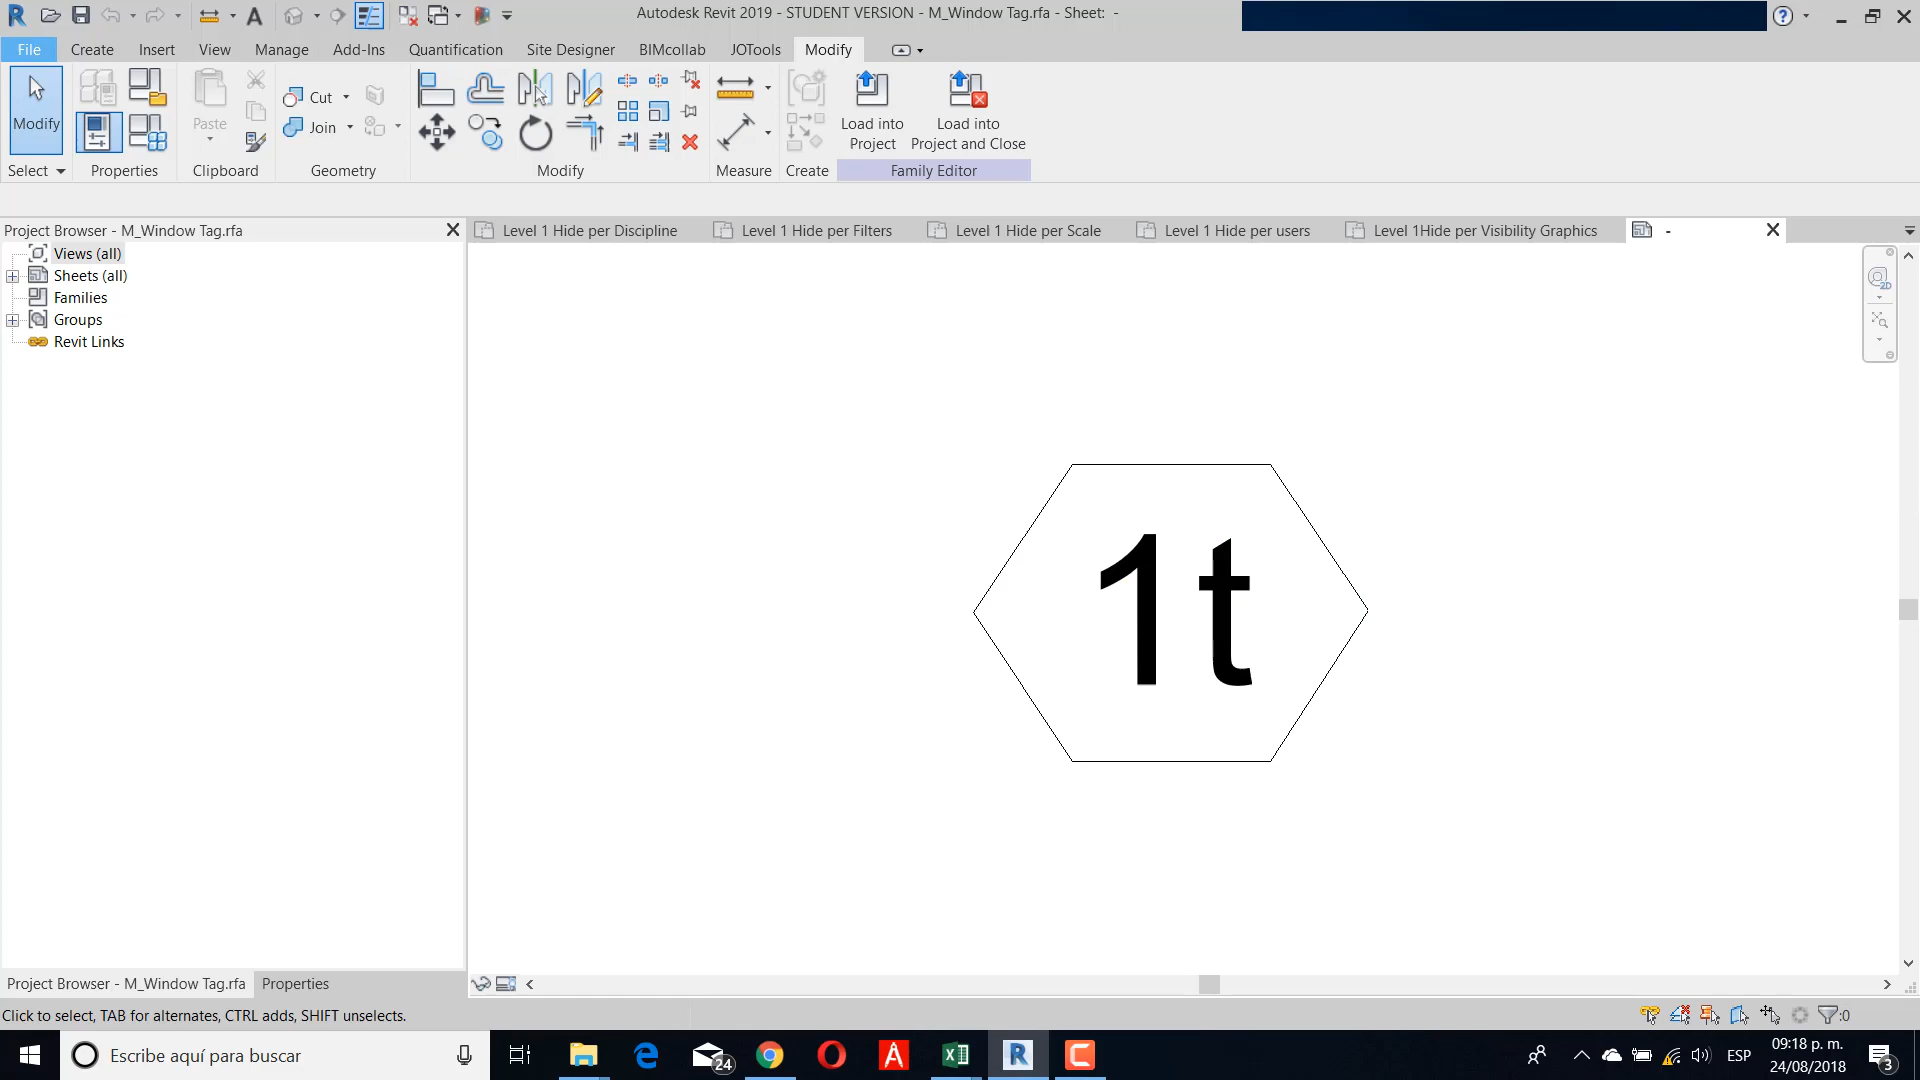 Autodesk Revit 2019 - STUDENT VERSION - M_Window Tag.rfa - Sheet: -
File Create Insert View Manage Add-Ins Quantification Site Designer BIMcollab JOTools Modify
Modify
Paste
Cut
Join
Load into Project
Load into Project and Close
Select Properties Clipboard Geometry Modify Measure Create Family Editor
Project Browser - M_Window Tag.rfa
Level 1 Hide per Discipline Level 1 Hide per Filters Level 1 Hide per Scale Level 1 Hide per users Level 1Hide per Visibility Graphics -
Views (all)
Sheets (all)
Families
Groups
Revit Links
2D
1t
Project Browser - M_Window Tag.rfa Properties
Click to select, TAB for alternates, CTRL adds, SHIFT unselects.
:0
Escribe aquí para buscar
24
ESP
09:18 p. m.
24/08/2018
3